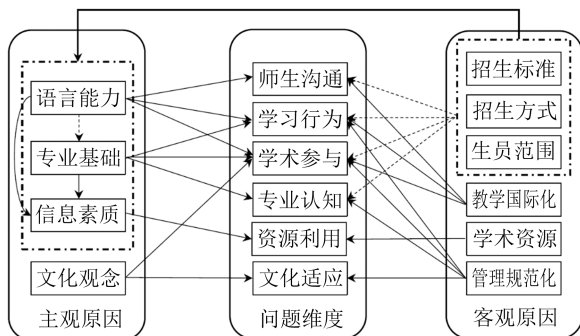 语言能力
专业基础
信息素质
文化观念
主观原因
师生沟通
学习行为
学术参与
专业认知
资源利用
文化适应
问题维度
招生标准
招生方式
生员范围
教学国际化
学术资源
管理规范化
客观原因